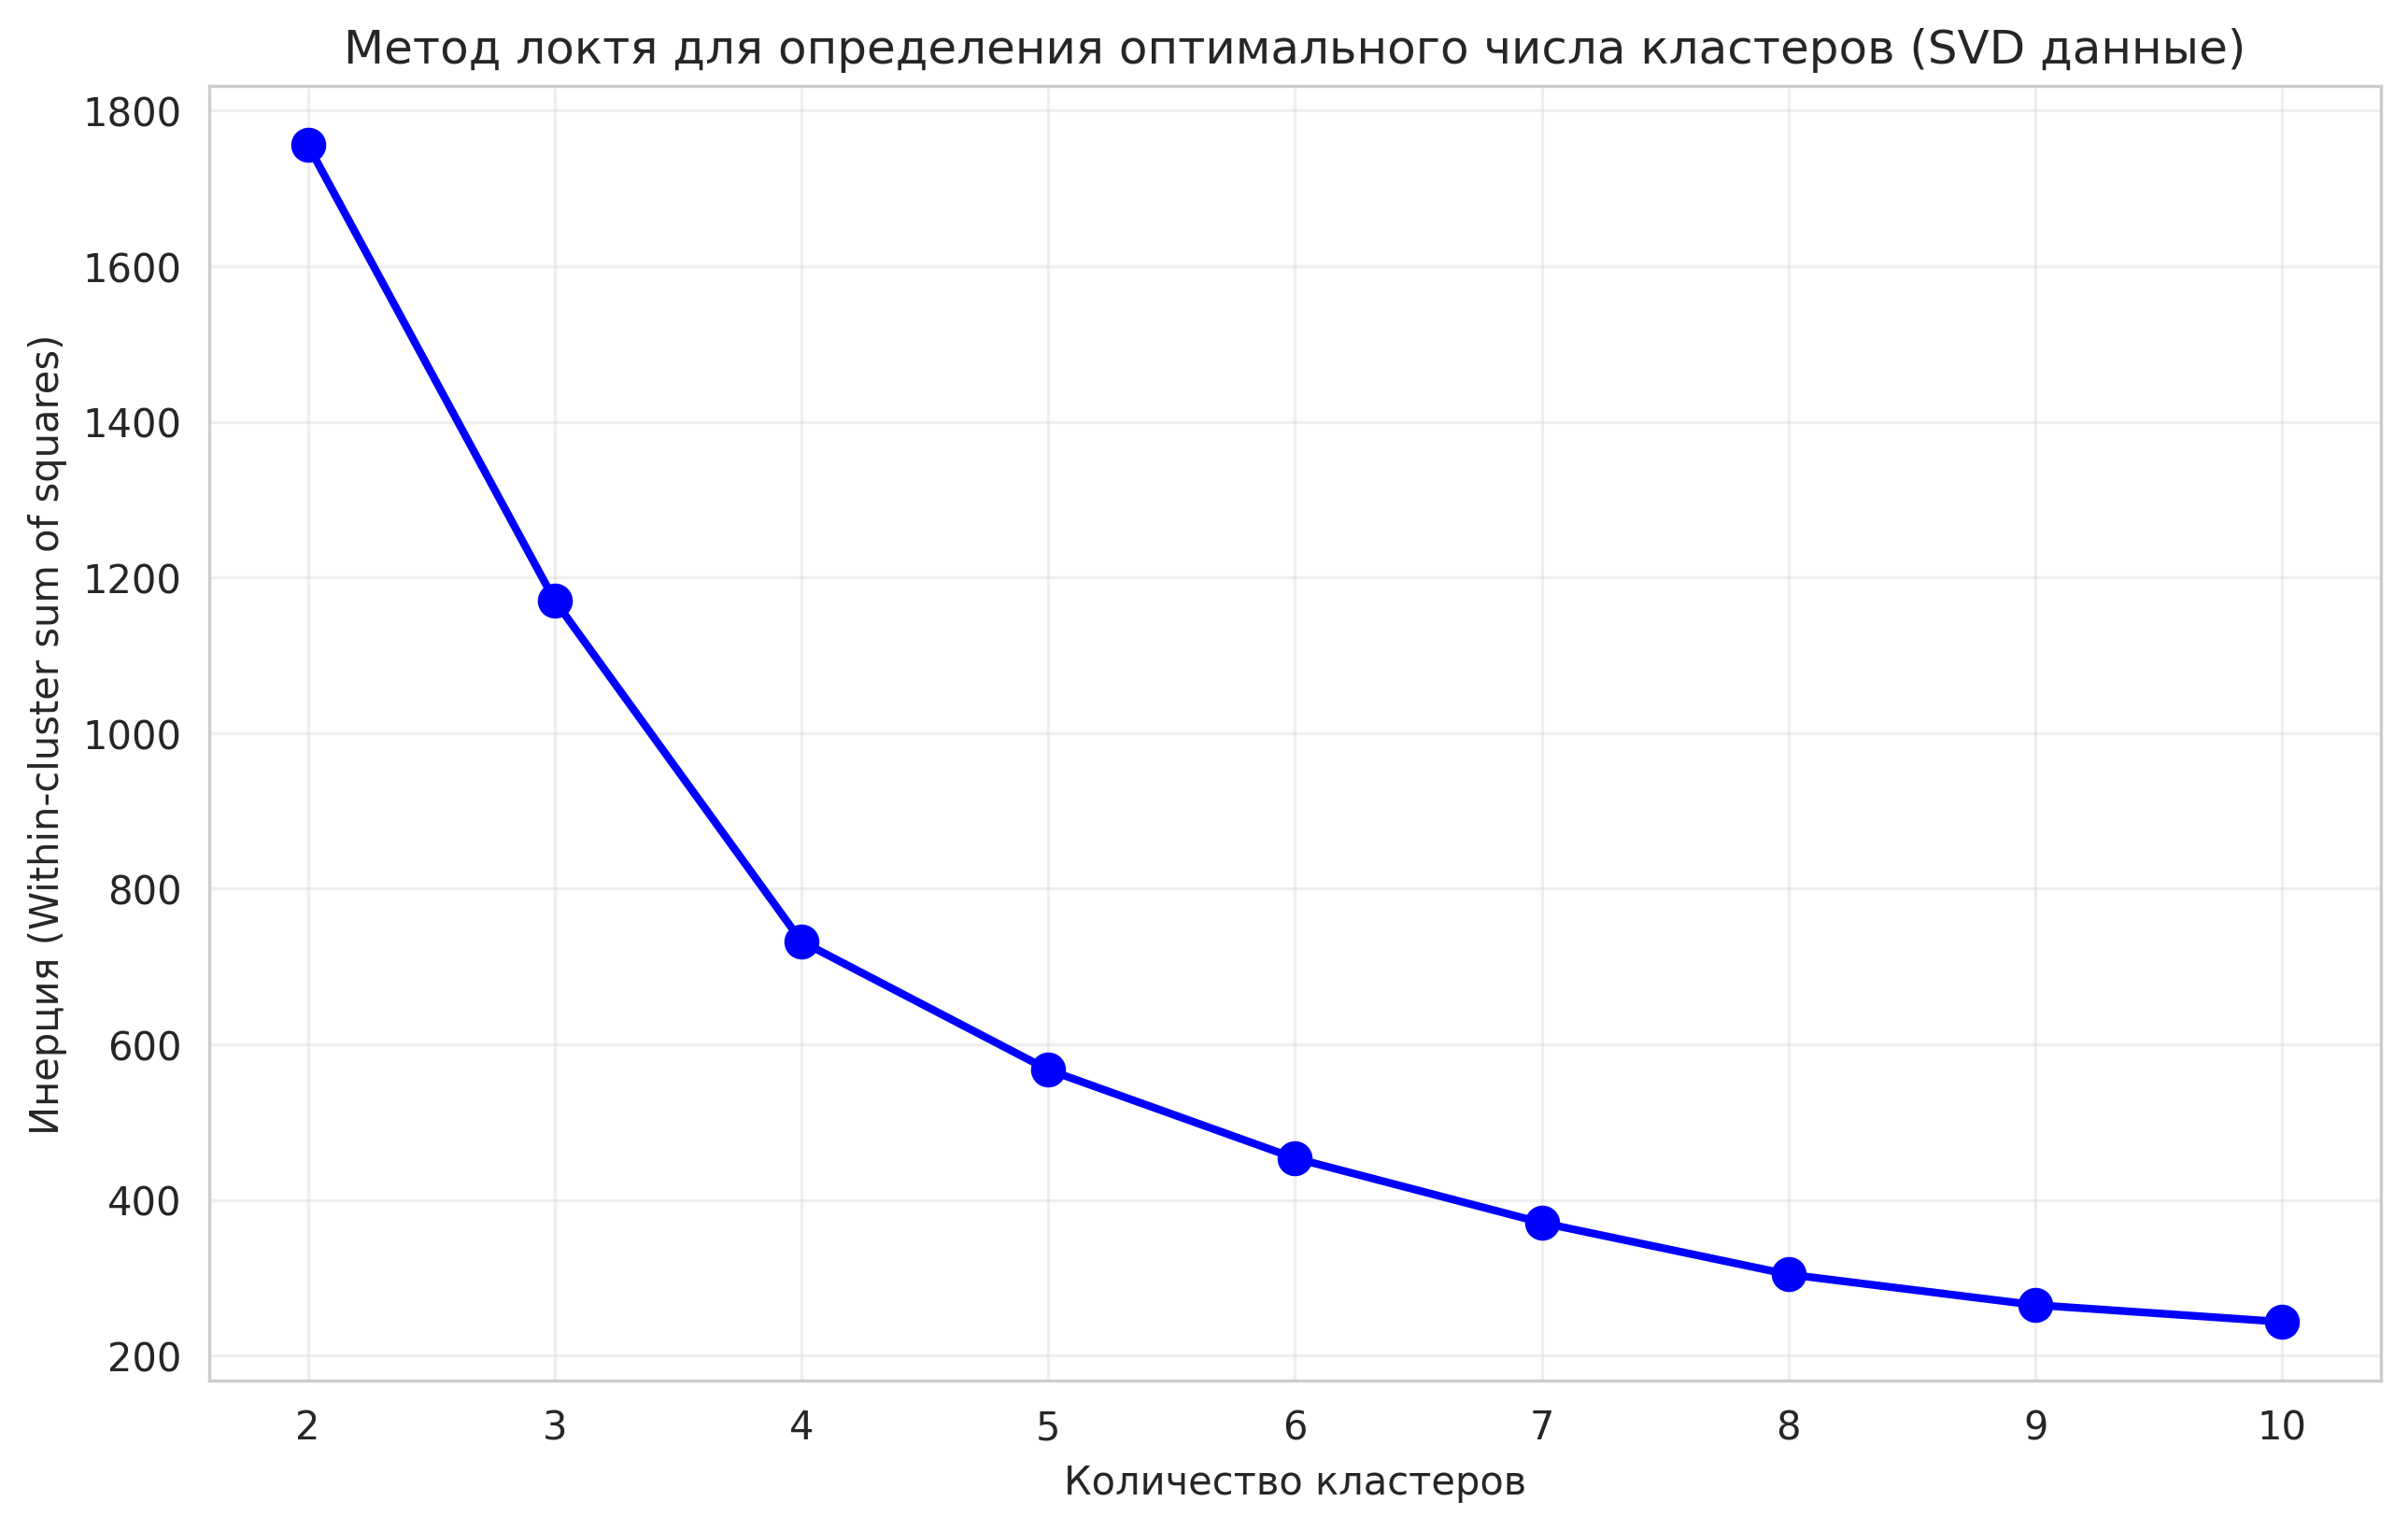 Метод локтя для определения оптимального числа кластеров (SVD данные)
Инерция (Within-cluster sum of squares)
1800
1600
1400
1200
1000
800
600
400
200
2 3 4 5 6 7 8 9 10
Количество кластеров